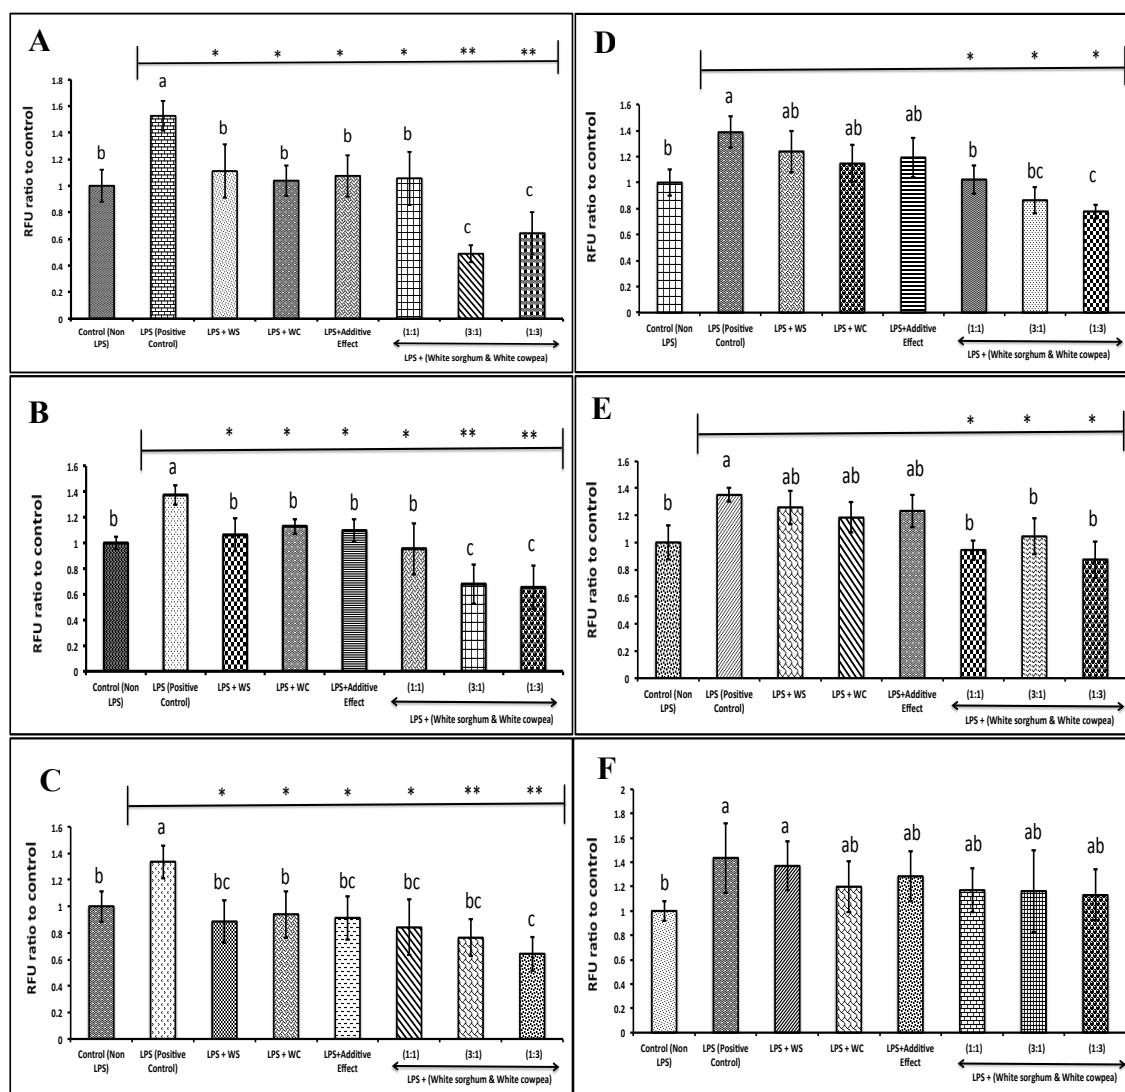 A
* * * * ** **
RFU ratio to control
1.8
1.6
1.4
1.2
1
0.8
0.6
0.4
0.2
0
b a b b b b c c
Control (Non LPS)
LPS (Positive Control)
LPS + WS
LPS + WC
LPS+Additive Effect
(1:1)
(3:1)
(1:3)
LPS + (White sorghum & White cowpea)
B
* * * * ** **
RFU ratio to control
1.6
1.4
1.2
1
0.8
0.6
0.4
0.2
0
b a b b b b c c
Control (Non LPS)
LPS (Positive Control)
LPS + WS
LPS + WC
LPS+Additive Effect
(1:1)
(3:1)
(1:3)
LPS + (White sorghum & White cowpea)
C
* * * * ** **
RFU ratio to control
1.6
1.4
1.2
1
0.8
0.6
0.4
0.2
0
b a bc b bc bc bc c
Control (Non LPS)
LPS (Positive Control)
LPS + WS
LPS + WC
LPS+Additive Effect
(1:1)
(3:1)
(1:3)
LPS + (White sorghum & White cowpea)
D
* * *
RFU ratio to control
1.6
1.4
1.2
1
0.8
0.6
0.4
0.2
0
b a ab ab ab b bc c
Control (Non LPS)
LPS (Positive Control)
LPS + WS
LPS + WC
LPS+Additive Effect
(1:1)
(3:1)
(1:3)
LPS + (White sorghum & White cowpea)
E
* * *
RFU ratio to control
1.6
1.4
1.2
1
0.8
0.6
0.4
0.2
0
b a ab ab ab b b b
Control (Non LPS)
LPS (Positive Control)
LPS + WS
LPS + WC
LPS+Additive Effect
(1:1)
(3:1)
(1:3)
LPS + (White sorghum & White cowpea)
F
RFU ratio to control
2
1.8
1.6
1.4
1.2
1
0.8
0.6
0.4
0.2
0
b a a ab ab ab ab ab
Control (Non LPS)
LPS (Positive Control)
LPS + WS
LPS + WC
LPS+Additive Effect
(1:1)
(3:1)
(1:3)
LPS + (White sorghum & White cowpea)